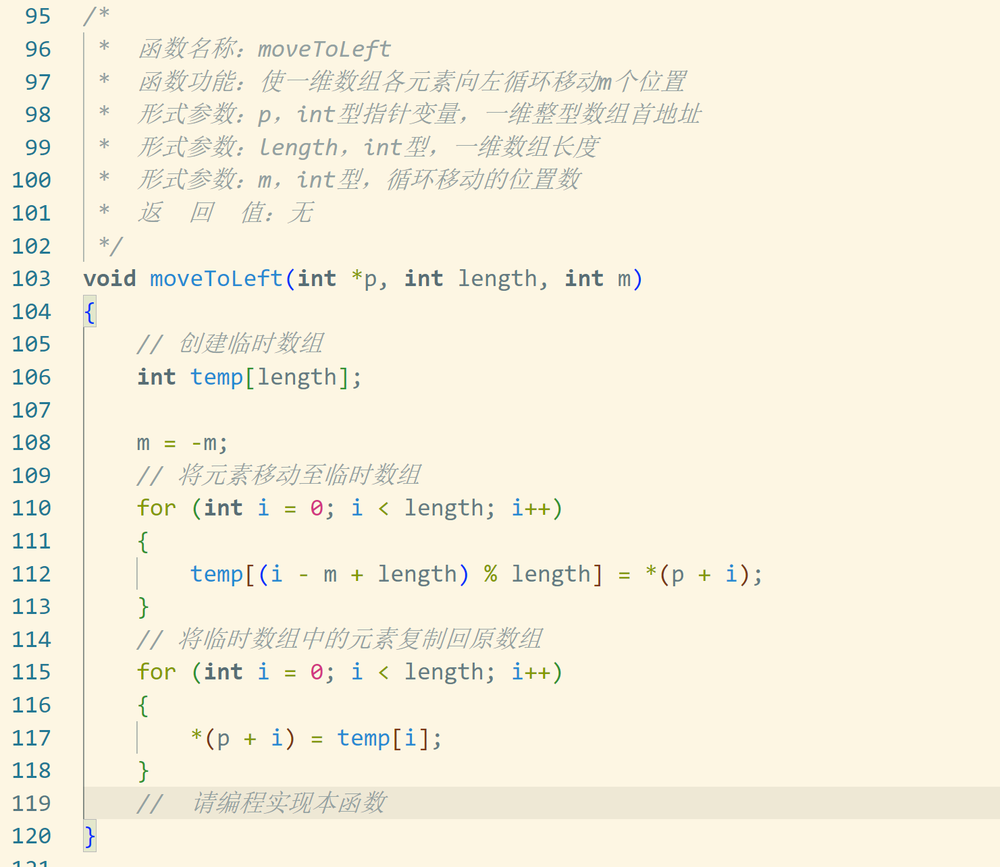 95 /*
96 * 函数名称：moveToLeft
97 * 函数功能：使一维数组各元素向左循环移动m个位置
98 * 形式参数：p，int型指针变量，一维整型数组首地址
99 * 形式参数：length，int型，一维数组长度
100 * 形式参数：m，int型，循环移动的位置数
101 * 返 回 值：无
102 */
103 void moveToLeft(int *p, int length, int m)
104 {
105 // 创建临时数组
106 int temp[length];
107
108 m = -m;
109 // 将元素移动至临时数组
110 for (int i = 0; i < length; i++)
111 {
112 temp[(i - m + length) % length] = *(p + i);
113 }
114 // 将临时数组中的元素复制回原数组
115 for (int i = 0; i < length; i++)
116 {
117 *(p + i) = temp[i];
118 }
119 // 请编程实现本函数
120 }
121